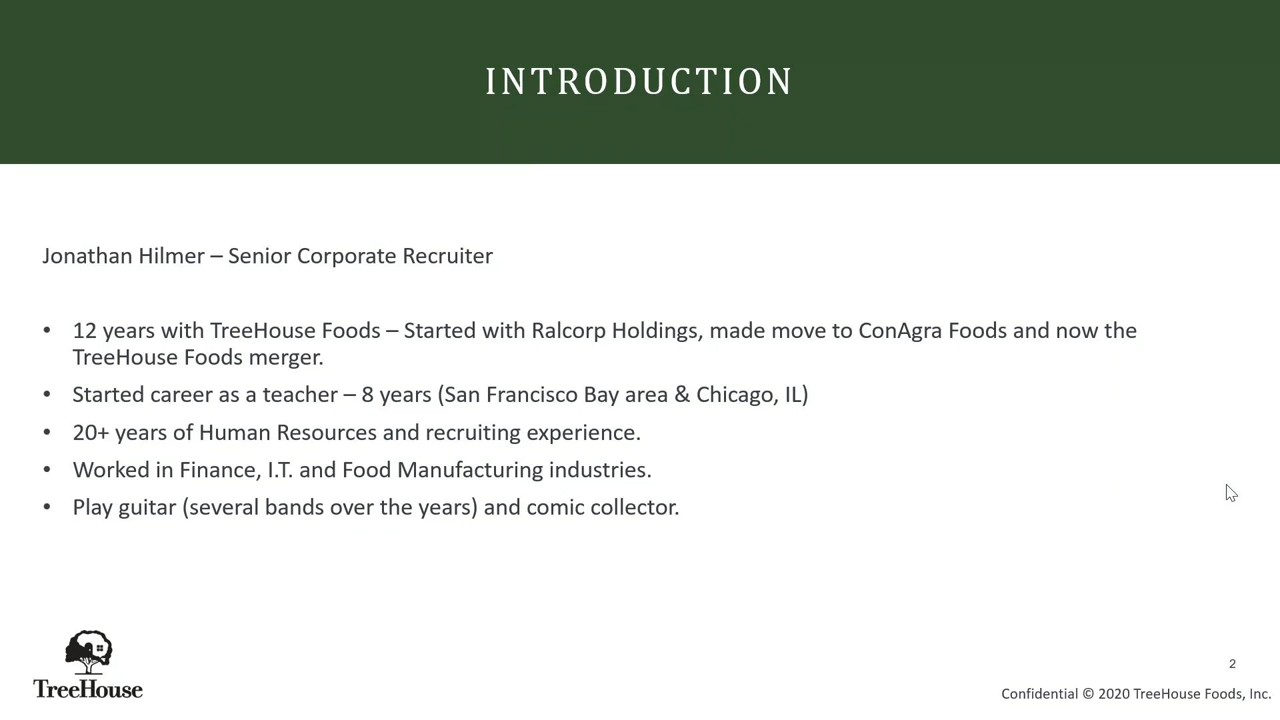 INTRODUCTION
Jonathan Hilmer – Senior Corporate Recruiter
• 12 years with TreeHouse Foods – Started with Ralcorp Holdings, made move to ConAgra Foods and now the
TreeHouse Foods merger.
• Started career as a teacher – 8 years (San Francisco Bay area & Chicago, IL)
• 20+ years of Human Resources and recruiting experience.
• Worked in Finance, I.T. and Food Manufacturing industries.
• Play guitar (several bands over the years) and comic collector.
TreeHouse
2
Confidential © 2020 TreeHouse Foods, Inc.